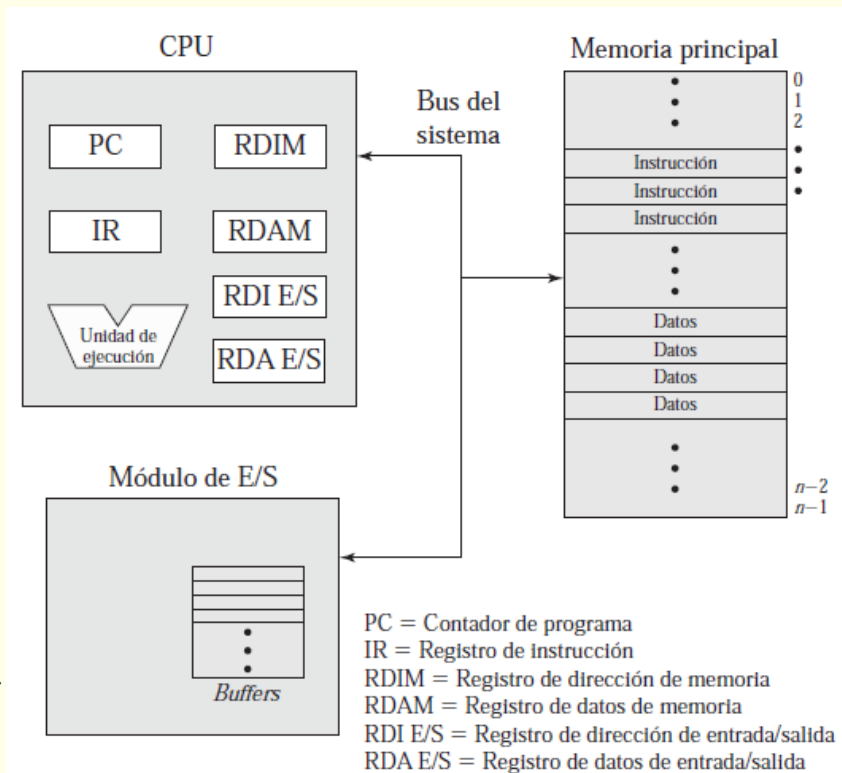 CPU
PC
RDIM
IR
RDAM
RDI E/S
Unidad de
ejecución
RDA E/S
Bus del
sistema
Memoria principal
0
1
2
Instrucción
Instrucción
Instrucción
Datos
Datos
Datos
Datos
n−2
n−1
Módulo de E/S
Buffers
PC = Contador de programa
IR = Registro de instrucción
RDIM = Registro de dirección de memoria
RDAM = Registro de datos de memoria
RDI E/S = Registro de dirección de entrada/salida
RDA E/S = Registro de datos de entrada/salida